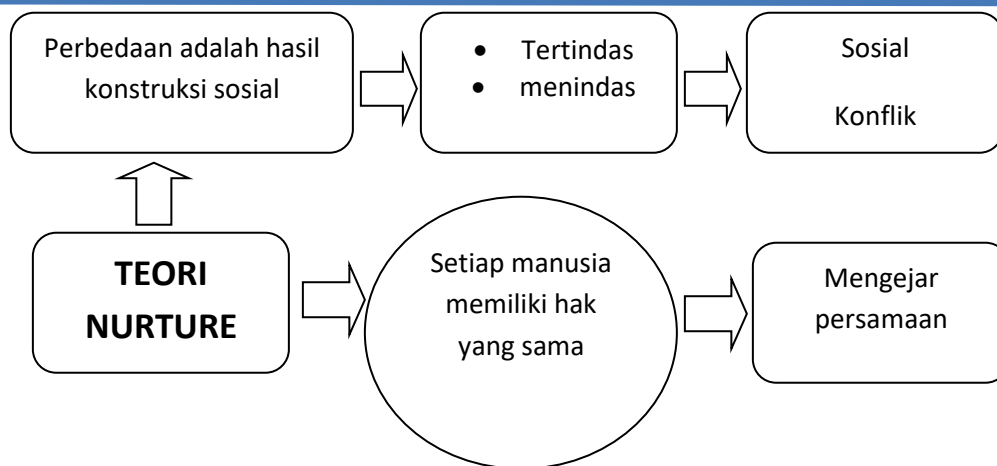 Perbedaan adalah hasil
konstruksi sosial
• Tertindas
• menindas
Sosial
Konflik
TEORI
NURTURE
Setiap manusia
memiliki hak
yang sama
Mengejar
persamaan